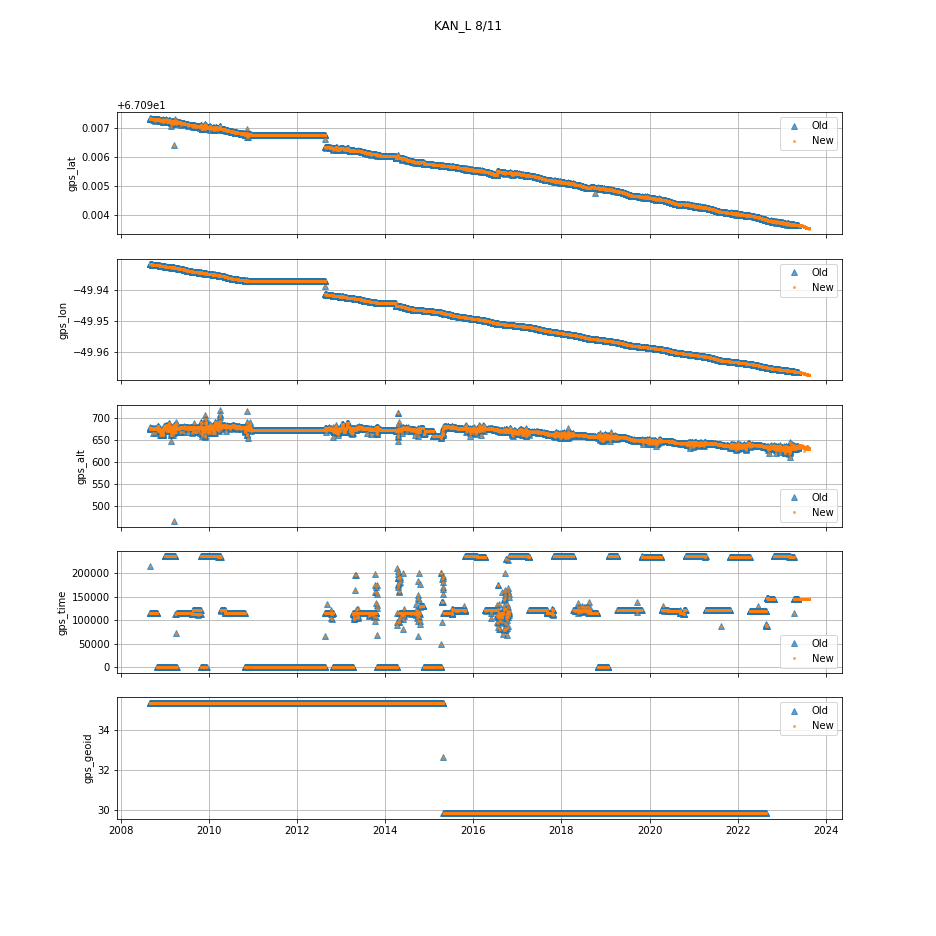 KAN_L 8/11
+6.709e1
0.007
0.006
0.005
0.004
gps_lat
Old
New
−49.94
−49.95
−49.96
gps_lon
Old
New
700
650
600
550
500
gps_alt
Old
New
200000
150000
100000
50000
0
gps_time
Old
New
34
32
30
gps_geoid
Old
New
2008 2010 2012 2014 2016 2018 2020 2022 2024